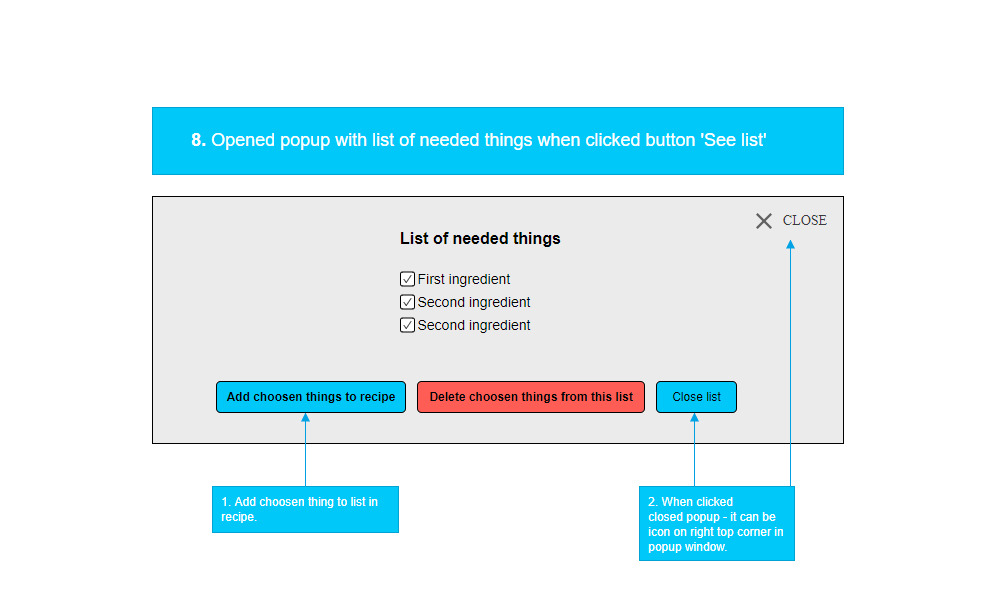 8. Opened popup with list of needed things when clicked button 'See list'
CLOSE
List of needed things
First ingredient
Second ingredient
Second ingredient
Add choosen things to recipe
Delete choosen things from this list
Close list
1. Add choosen thing to list in
recipe.
2. When clicked
closed popup - it can be
icon on right top corner in
popup window.